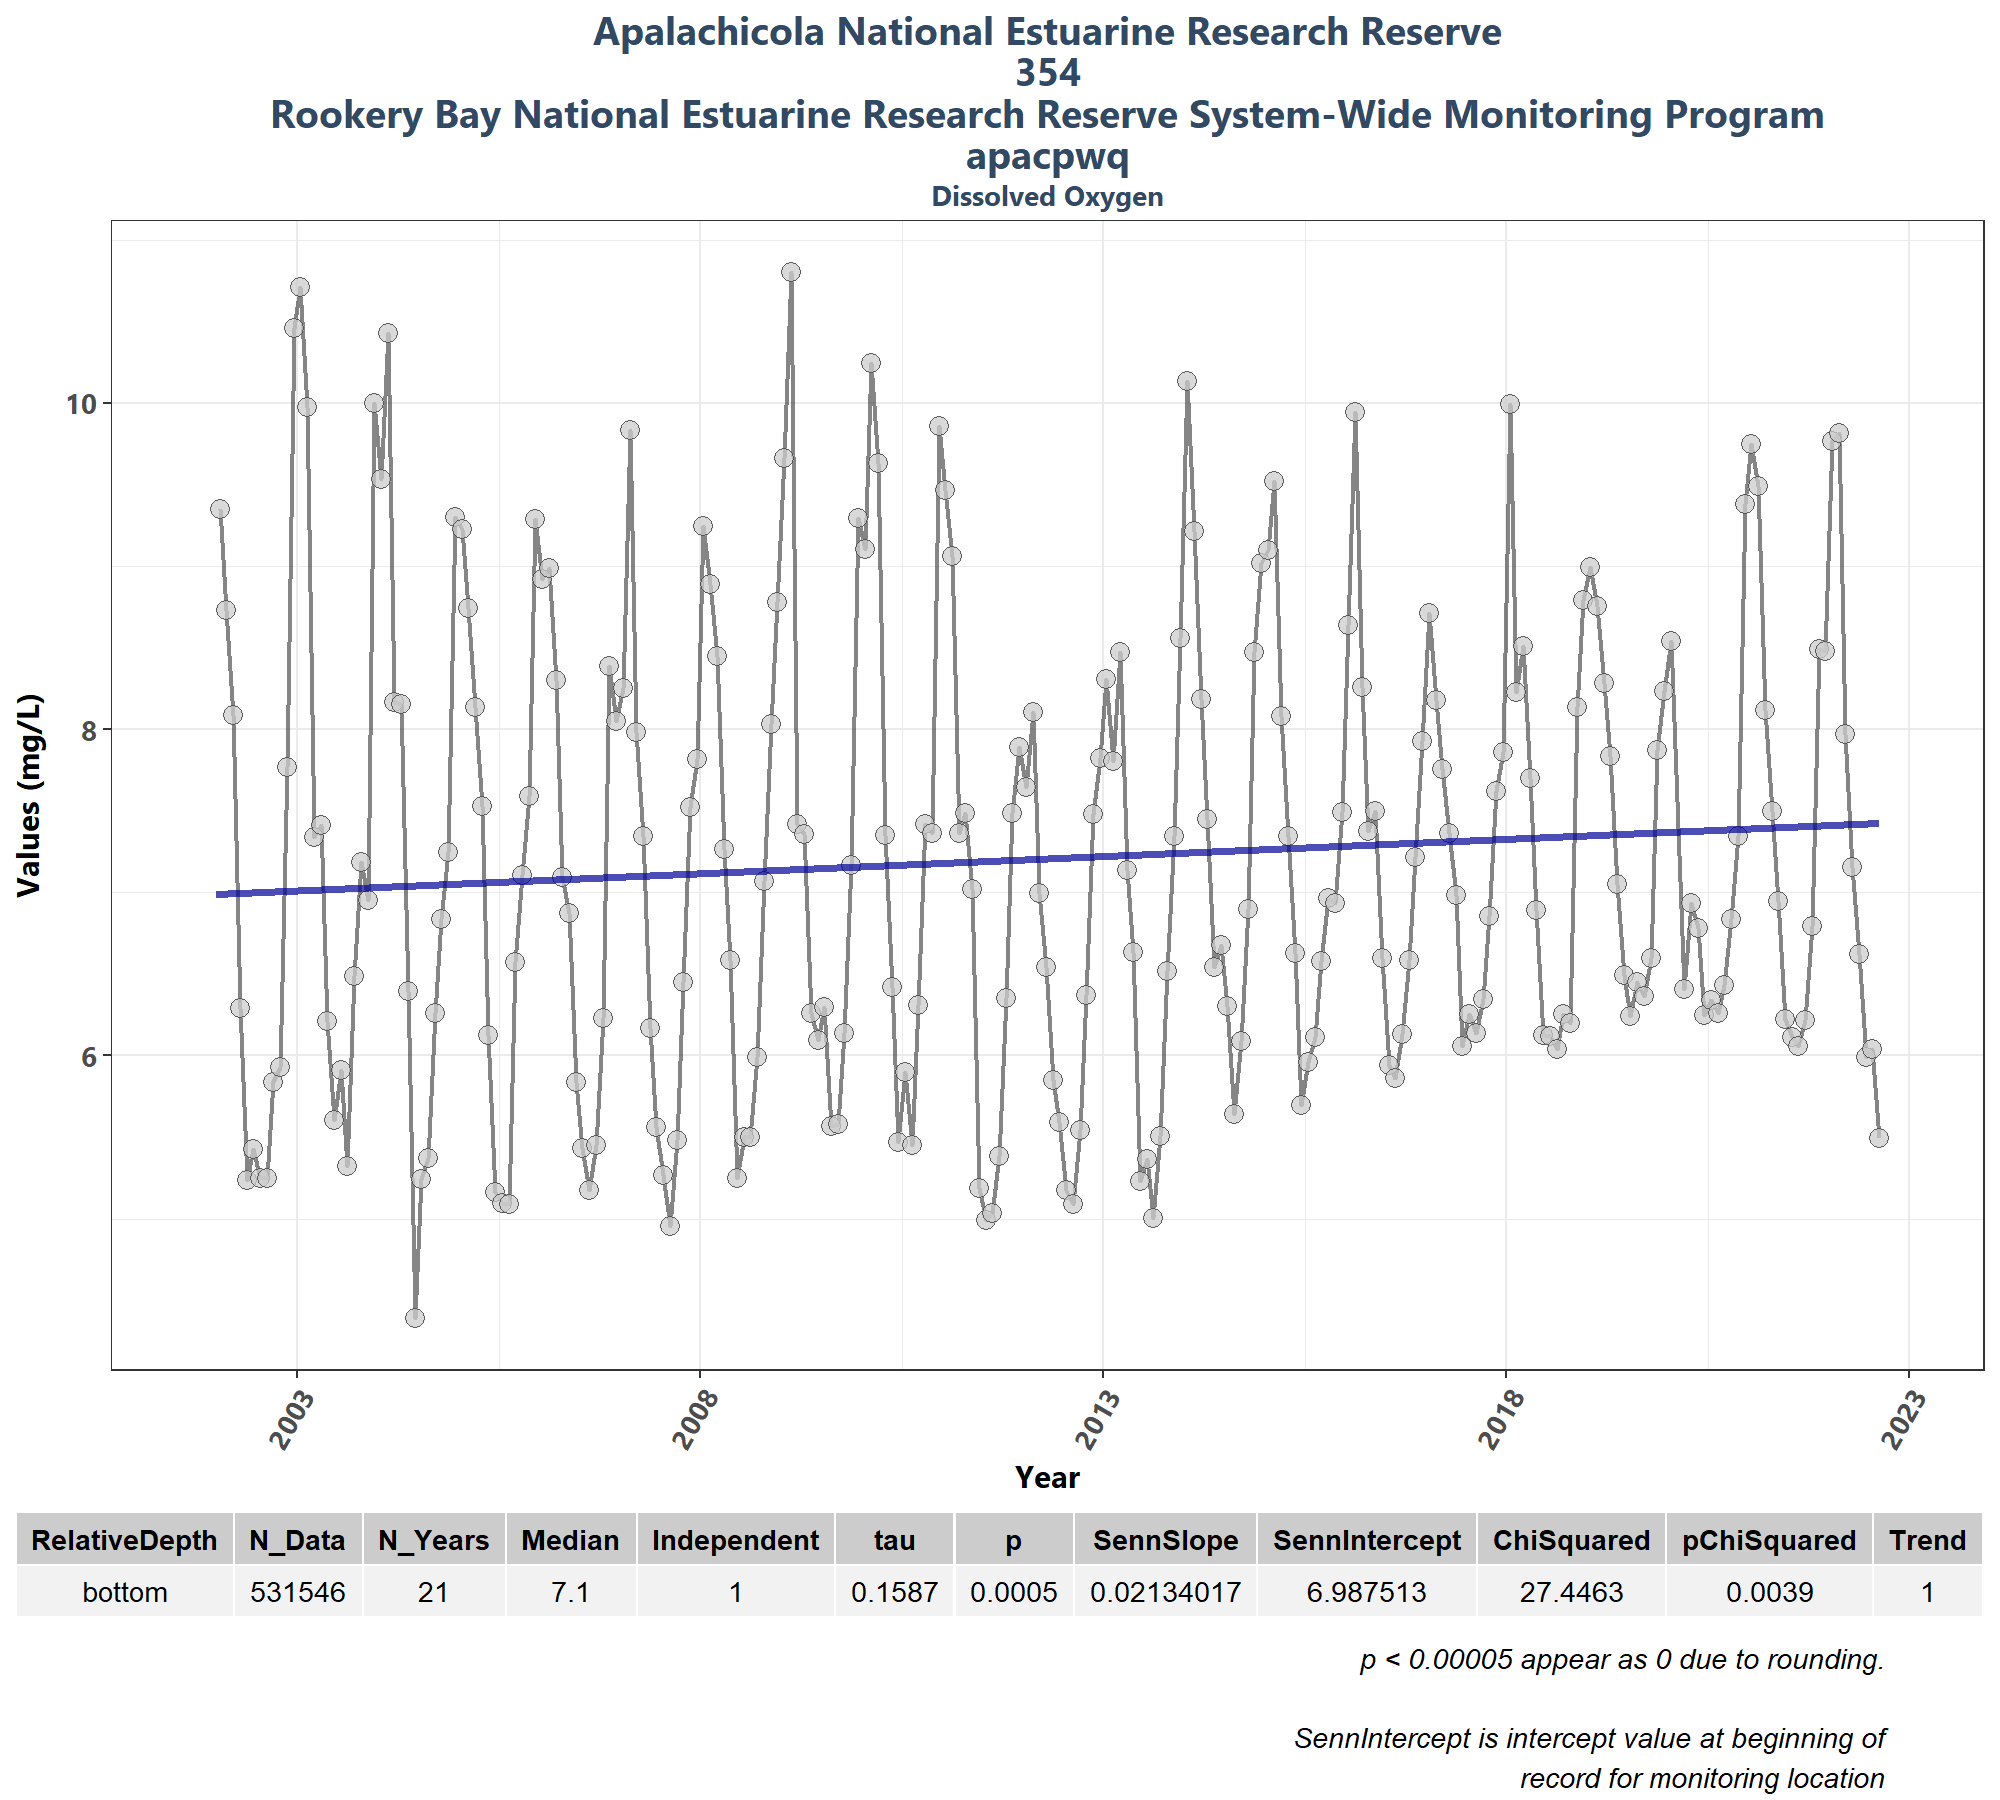 Apalachicola National Estuarine Research Reserve
354
Rookery Bay National Estuarine Research Reserve System-Wide Monitoring Program
apacpwq
Dissolved Oxygen
Values (mg/L)
10
8
6
2003 2008 2013 2018 2023
Year
RelativeDepth N_Data N_Years Median Independent tau p SennSlope SennIntercept ChiSquared pChiSquared Trend
bottom 531546 21 7.1 1 0.1587 0.0005 0.02134017 6.987513 27.4463 0.0039 1
p < 0.00005 appear as 0 due to rounding.
SennIntercept is intercept value at beginning of
record for monitoring location